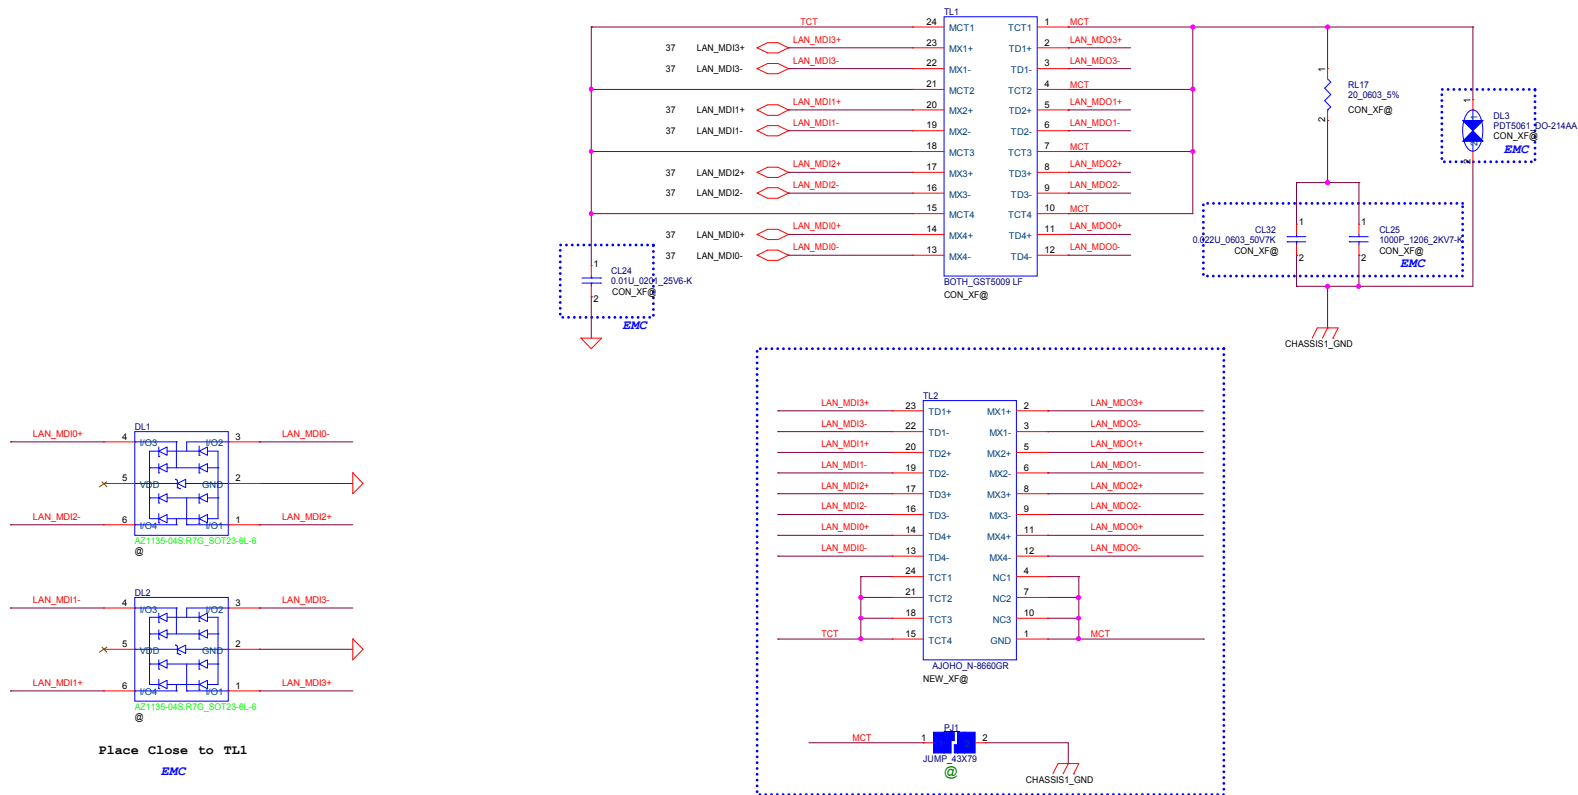 TL1
TCT 24 MCT1 TCT1 1 MCT
37 LAN_MDI3+ LAN_MDI3+ 23 MX1+ TD1+ 2 LAN_MDO3+
37 LAN_MDI3- LAN_MDI3- 22 MX1- TD1- 3 LAN_MDO3-
21 MCT2 TCT2 4 MCT
37 LAN_MDI1+ LAN_MDI1+ 20 MX2+ TD2+ 5 LAN_MDO1+
37 LAN_MDI1- LAN_MDI1- 19 MX2- TD2- 6 LAN_MDO1-
18 MCT3 TCT3 7 MCT
37 LAN_MDI2+ LAN_MDI2+ 17 MX3+ TD3+ 8 LAN_MDO2+
37 LAN_MDI2- LAN_MDI2- 16 MX3- TD3- 9 LAN_MDO2-
15 MCT4 TCT4 10 MCT
37 LAN_MDI0+ LAN_MDI0+ 14 MX4+ TD4+ 11 LAN_MDO0+
37 LAN_MDI0- LAN_MDI0- 13 MX4- TD4- 12 LAN_MDO0-
BOTH_GST5009 LF
CON_XF@
1
RL17
20_0603_5%
CON_XF@
2
1
DL3
PDT5061_DO-214AA
CON_XF@
EMC
2
1
CL32
0.022U_0603_50V7K
CON_XF@
2
1
CL25
1000P_1206_2KV7-K
CON_XF@
2
EMC
CHASSIS1_GND
1
CL24
0.01U_0201_25V6-K
CON_XF@
2
EMC
TL2
LAN_MDI3+ 23 TD1+ MX1+ 2 LAN_MDO3+
LAN_MDI3- 22 TD1- MX1- 3 LAN_MDO3-
LAN_MDI1+ 20 TD2+ MX2+ 5 LAN_MDO1+
LAN_MDI1- 19 TD2- MX2- 6 LAN_MDO1-
LAN_MDI2+ 17 TD3+ MX3+ 8 LAN_MDO2+
LAN_MDI2- 16 TD3- MX3- 9 LAN_MDO2-
LAN_MDI0+ 14 TD4+ MX4+ 11 LAN_MDO0+
LAN_MDI0- 13 TD4- MX4- 12 LAN_MDO0-
24 TCT1 NC1 4
21 TCT2 NC2 7
18 TCT3 NC3 10
TCT 15 TCT4 GND 1 MCT
AJOHO_N-8660GR
NEW_XF@
PJ1
MCT 1 2
JUMP_43X79
@
CHASSIS1_GND
DL1
LAN_MDI0+ 4 I/O3 I/O2 3 LAN_MDI0-
5 VDD GND 2
LAN_MDI2- 6 I/O4 I/O1 1 LAN_MDI2+
AZ1135-04S.R7G_SOT23-6L-6
@
DL2
LAN_MDI1- 4 I/O3 I/O2 3 LAN_MDI3-
5 VDD GND 2
LAN_MDI1+ 6 I/O4 I/O1 1 LAN_MDI3+
AZ1135-04S.R7G_SOT23-6L-6
@
Place Close to TL1
EMC